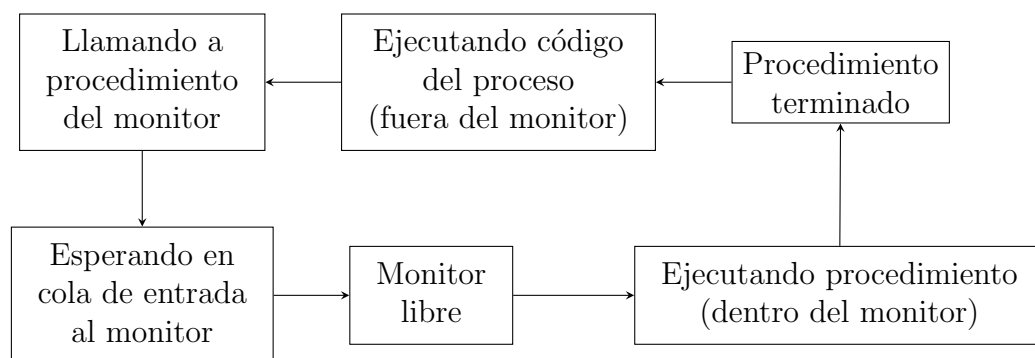 Llamando a
procedimiento
del monitor
Ejecutando código
del proceso
(fuera del monitor)
Procedimiento
terminado
Esperando en
cola de entrada
al monitor
Monitor
libre
Ejecutando procedimiento
(dentro del monitor)